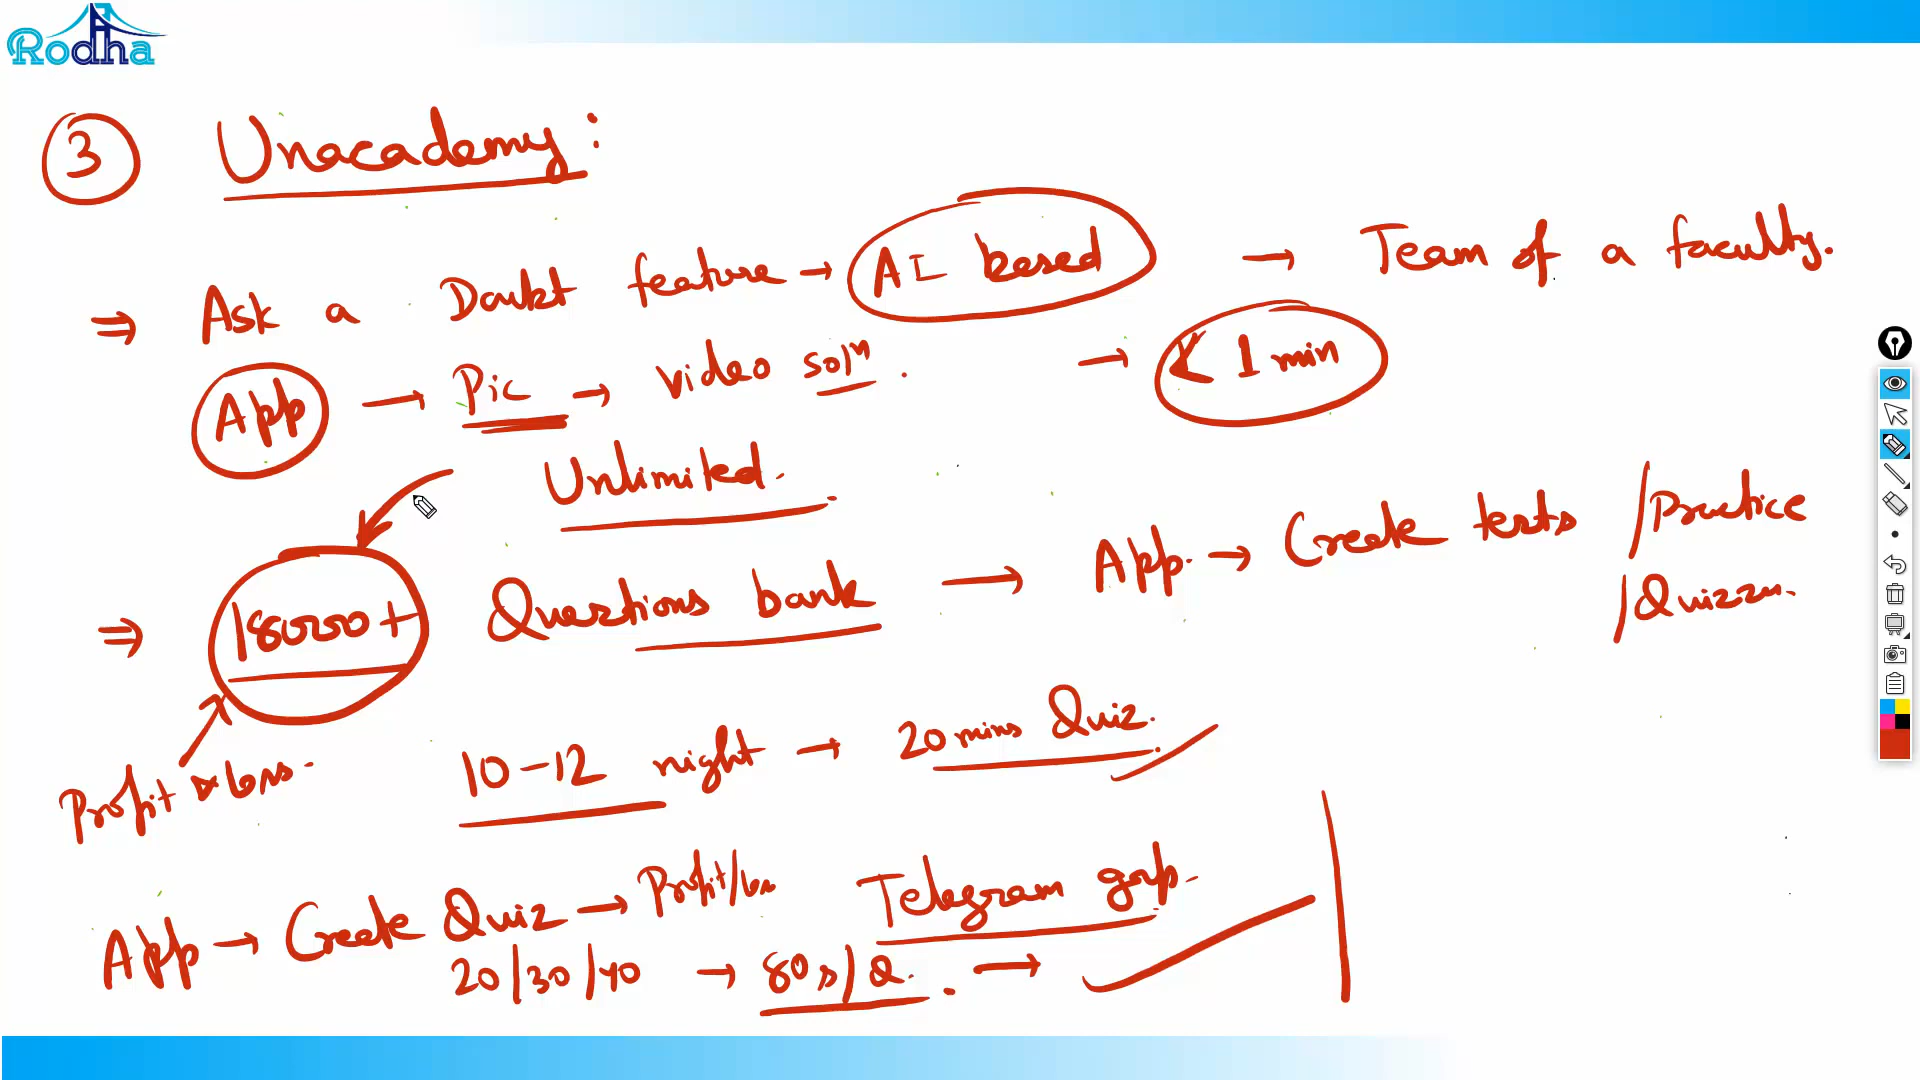 Rodha
3 Unacademy:
⇒ Ask a Doubt feature → AI based → Team of a faculty.
App → Pic → video solⁿ. → < 1 min
Unlimited.
⇒ 18000+ Questions bank → App. → Create tests /Practice
/Quizzes.
Profit & loss.
10-12 night → 20 mins Quiz.
App → Create Quiz → Profit/loss Telegram grp.
20/30/40 → 80s/Q. →